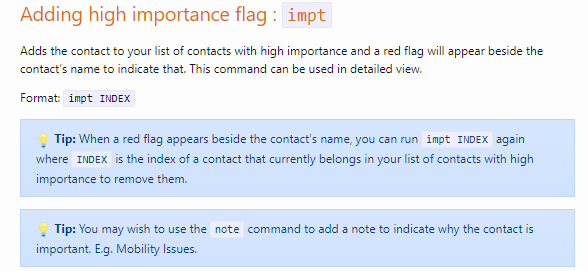 Adding high importance flag : impt
Adds the contact to your list of contacts with high importance and a red flag will appear beside the
contact's name to indicate that. This command can be used in detailed view.
Format: impt INDEX
Tip: When a red flag appears beside the contact's name, you can run impt INDEX again
where INDEX is the index of a contact that currently belongs in your list of contacts with high
importance to remove them.
Tip: You may wish to use the note command to add a note to indicate why the contact is
important. E.g. Mobility Issues.